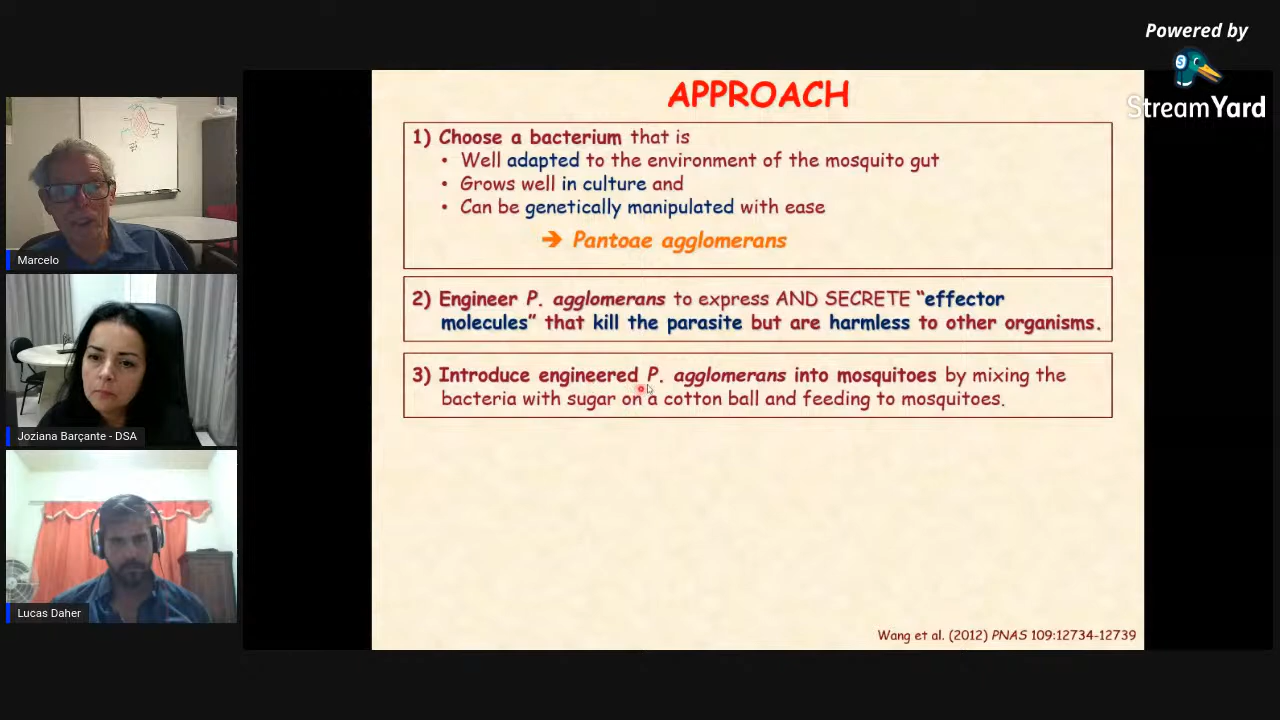 Powered by
StreamYard
APPROACH
1) Choose a bacterium that is
• Well adapted to the environment of the mosquito gut
• Grows well in culture and
• Can be genetically manipulated with ease
➔ Pantoae agglomerans
2) Engineer P. agglomerans to express AND SECRETE “effector
molecules” that kill the parasite but are harmless to other organisms.
3) Introduce engineered P. agglomerans into mosquitoes by mixing the
bacteria with sugar on a cotton ball and feeding to mosquitoes.
Wang et al. (2012) PNAS 109:12734-12739
Marcelo
Joziana Barçante - DSA
Lucas Daher